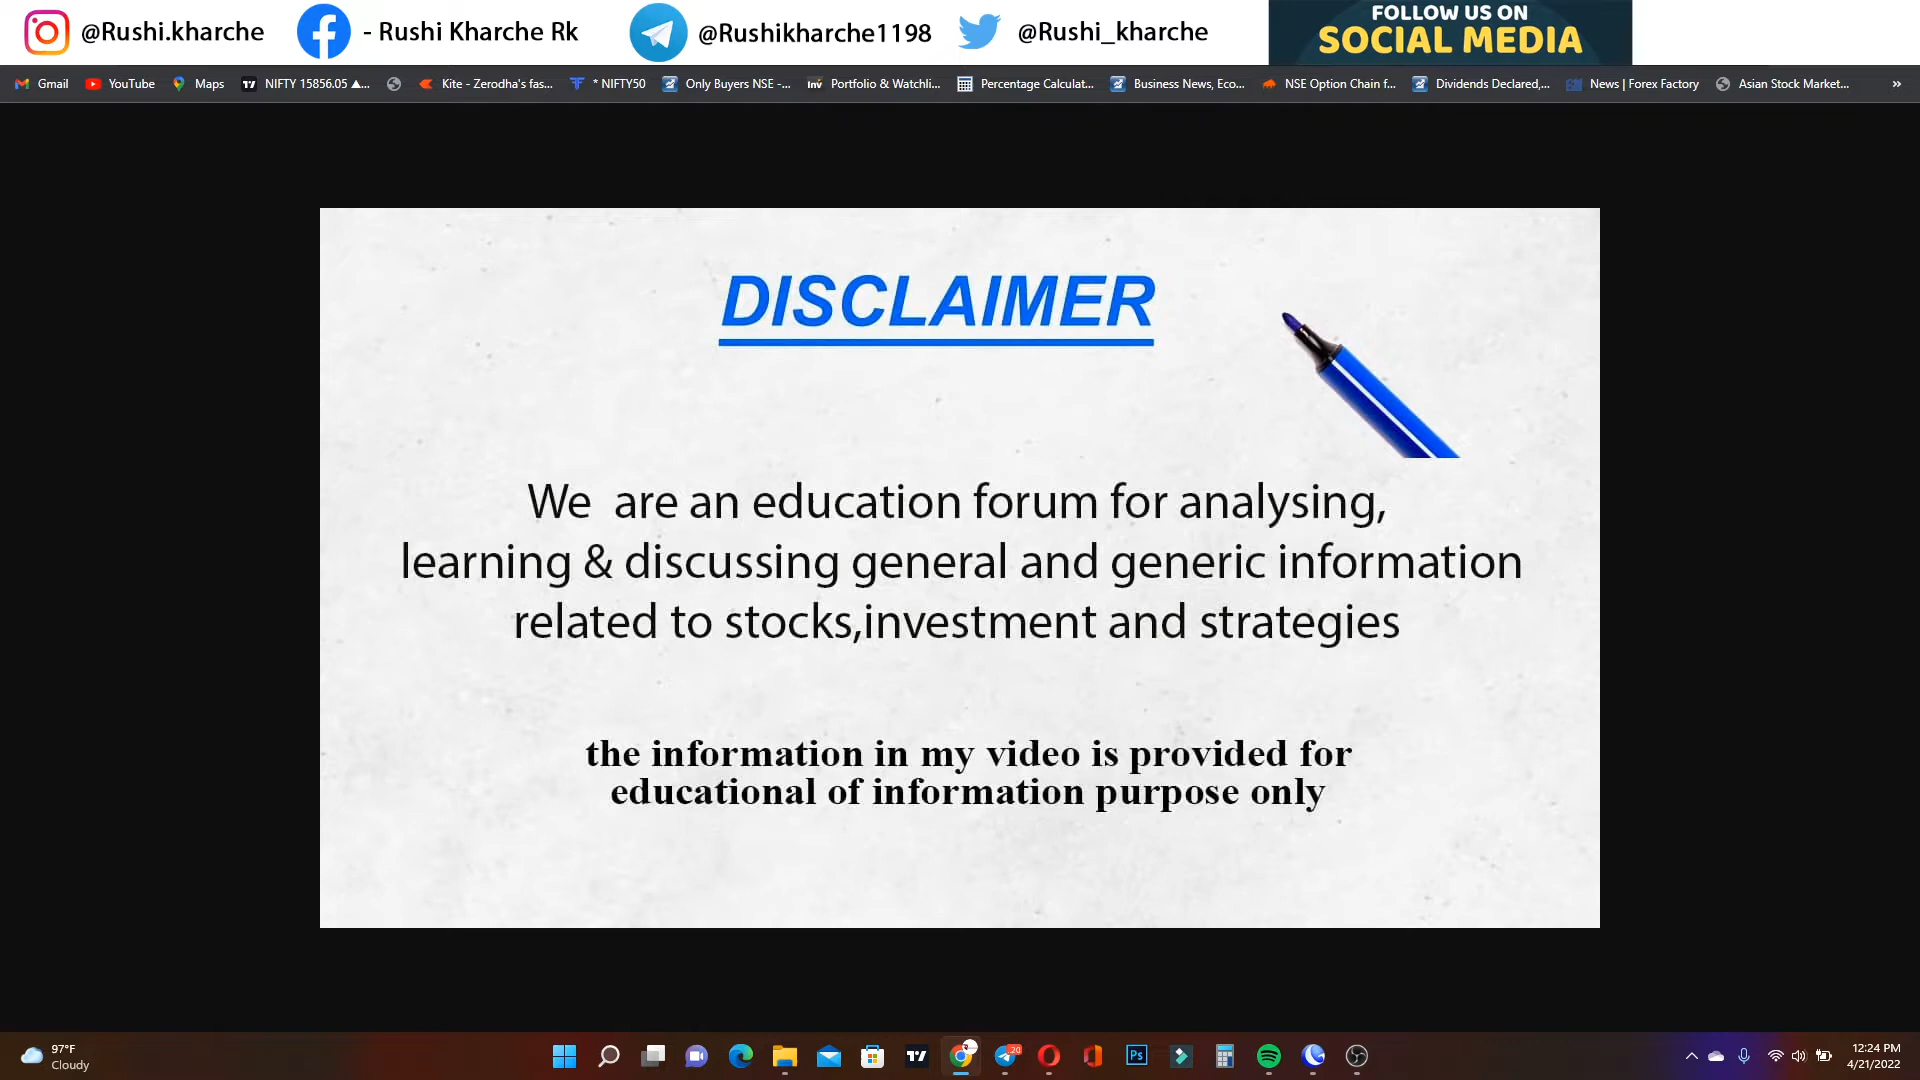 @Rushi.kharche
- Rushi Kharche Rk
@Rushikharche1198
@Rushi_kharche
FOLLOW US ON
SOCIAL MEDIA
Gmail
YouTube
Maps
NIFTY 15856.05 ▲...
Kite - Zerodha's fas...
* NIFTY50
Only Buyers NSE -...
Inv
Portfolio & Watchli...
Percentage Calculat...
Business News, Eco...
NSE Option Chain f...
Dividends Declared,...
News | Forex Factory
Asian Stock Market...
»
DISCLAIMER
We are an education forum for analysing,
learning & discussing general and generic information
related to stocks,investment and strategies
the information in my video is provided for
educational of information purpose only
97°F
Cloudy
20
Ps
12:24 PM
4/21/2022